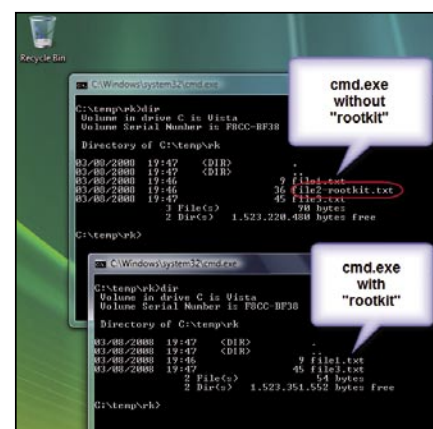 Recycle Bin
C:\Windows\system32\cmd.exe
C:\temp\rk>dir
Volume in drive C is Vista
Volume Serial Number is F8CC-BF38
Directory of C:\temp\rk
03/08/2008 19:47 <DIR> .
03/08/2008 19:47 <DIR> ..
03/08/2008 19:46 9 file1.txt
03/08/2008 19:46 36 file2-rootkit.txt
03/08/2008 19:47 45 file3.txt
3 File(s) 90 bytes
2 Dir(s) 1.523.220.480 bytes free
C:\temp\rk>
cmd.exe
without
"rootkit"
C:\Windows\system32\cmd.exe
C:\temp\rk>dir
Volume in drive C is Vista
Volume Serial Number is F8CC-BF38
Directory of C:\temp\rk
03/08/2008 19:47 <DIR> .
03/08/2008 19:47 <DIR> ..
03/08/2008 19:46 9 file1.txt
03/08/2008 19:47 45 file3.txt
2 File(s) 54 bytes
2 Dir(s) 1.523.351.552 bytes free
C:\temp\rk>
cmd.exe
with
"rootkit"